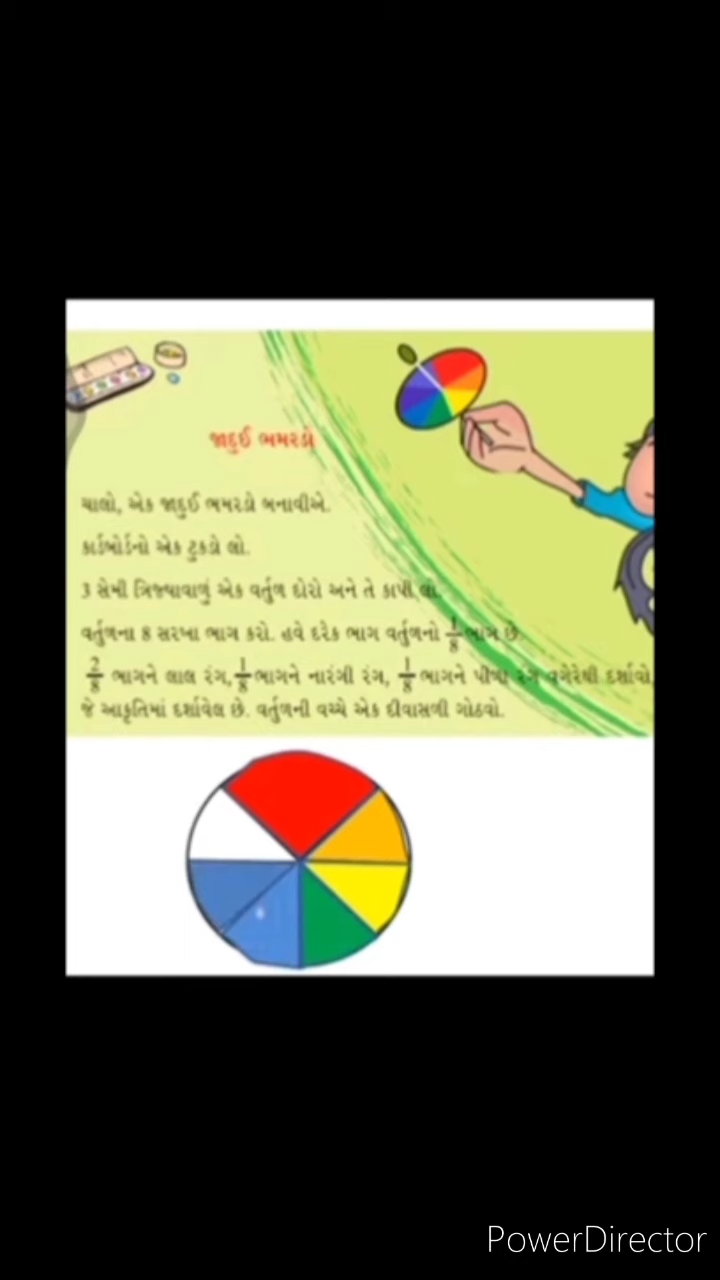 જાદુઈ ભમરડો
ચાલો, એક જાદુઈ ભમરડો બનાવીએ.
કાર્ડબોર્ડનો એક ટુકડો લો.
3 સેમી ત્રિજ્યાવાળું એક વર્તુળ દોરો અને તે કાપી લો.
વર્તુળના 8 સરખા ભાગ કરો. હવે દરેક ભાગ વર્તુળનો 1/8 ભાગ છે.
2/8 ભાગને લાલ રંગ, 1/8 ભાગને નારંગી રંગ, 1/8 ભાગને પીળા રંગ વગેરેથી દર્શાવો,
જે આકૃતિમાં દર્શાવેલ છે. વર્તુળની વચ્ચે એક દીવાસળી ગોઠવો.
PowerDirector